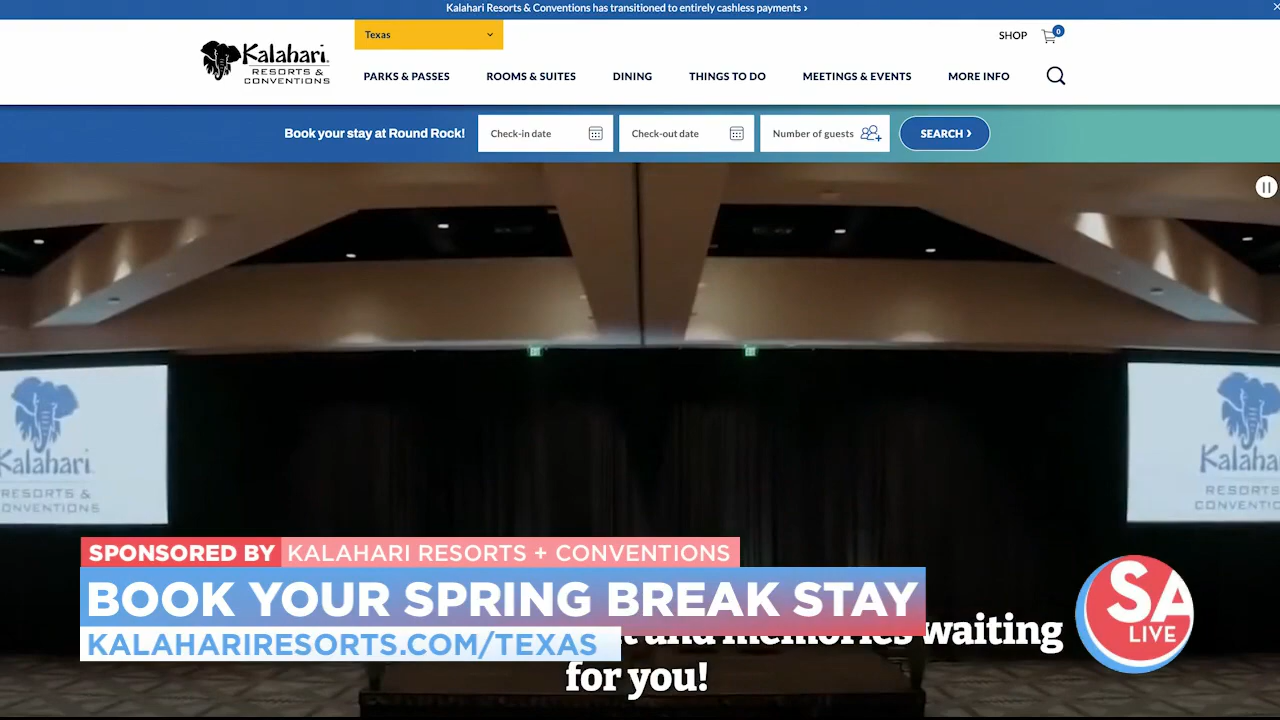 Kalahari Resorts & Conventions has transitioned to entirely cashless payments ›
Texas
SHOP
0
Kalahari
RESORTS &
CONVENTIONS
PARKS & PASSES
ROOMS & SUITES
DINING
THINGS TO DO
MEETINGS & EVENTS
MORE INFO
Book your stay at Round Rock!
Check-in date
Check-out date
Number of guests
SEARCH ›
Kalahari
RESORTS &
CONVENTIONS
Kalaha
RESORTS
CONVENTIO
SPONSORED BY KALAHARI RESORTS + CONVENTIONS
BOOK YOUR SPRING BREAK STAY
KALAHARIRESORTS.COM/TEXAS
and memories waiting
for you!
SA
LIVE